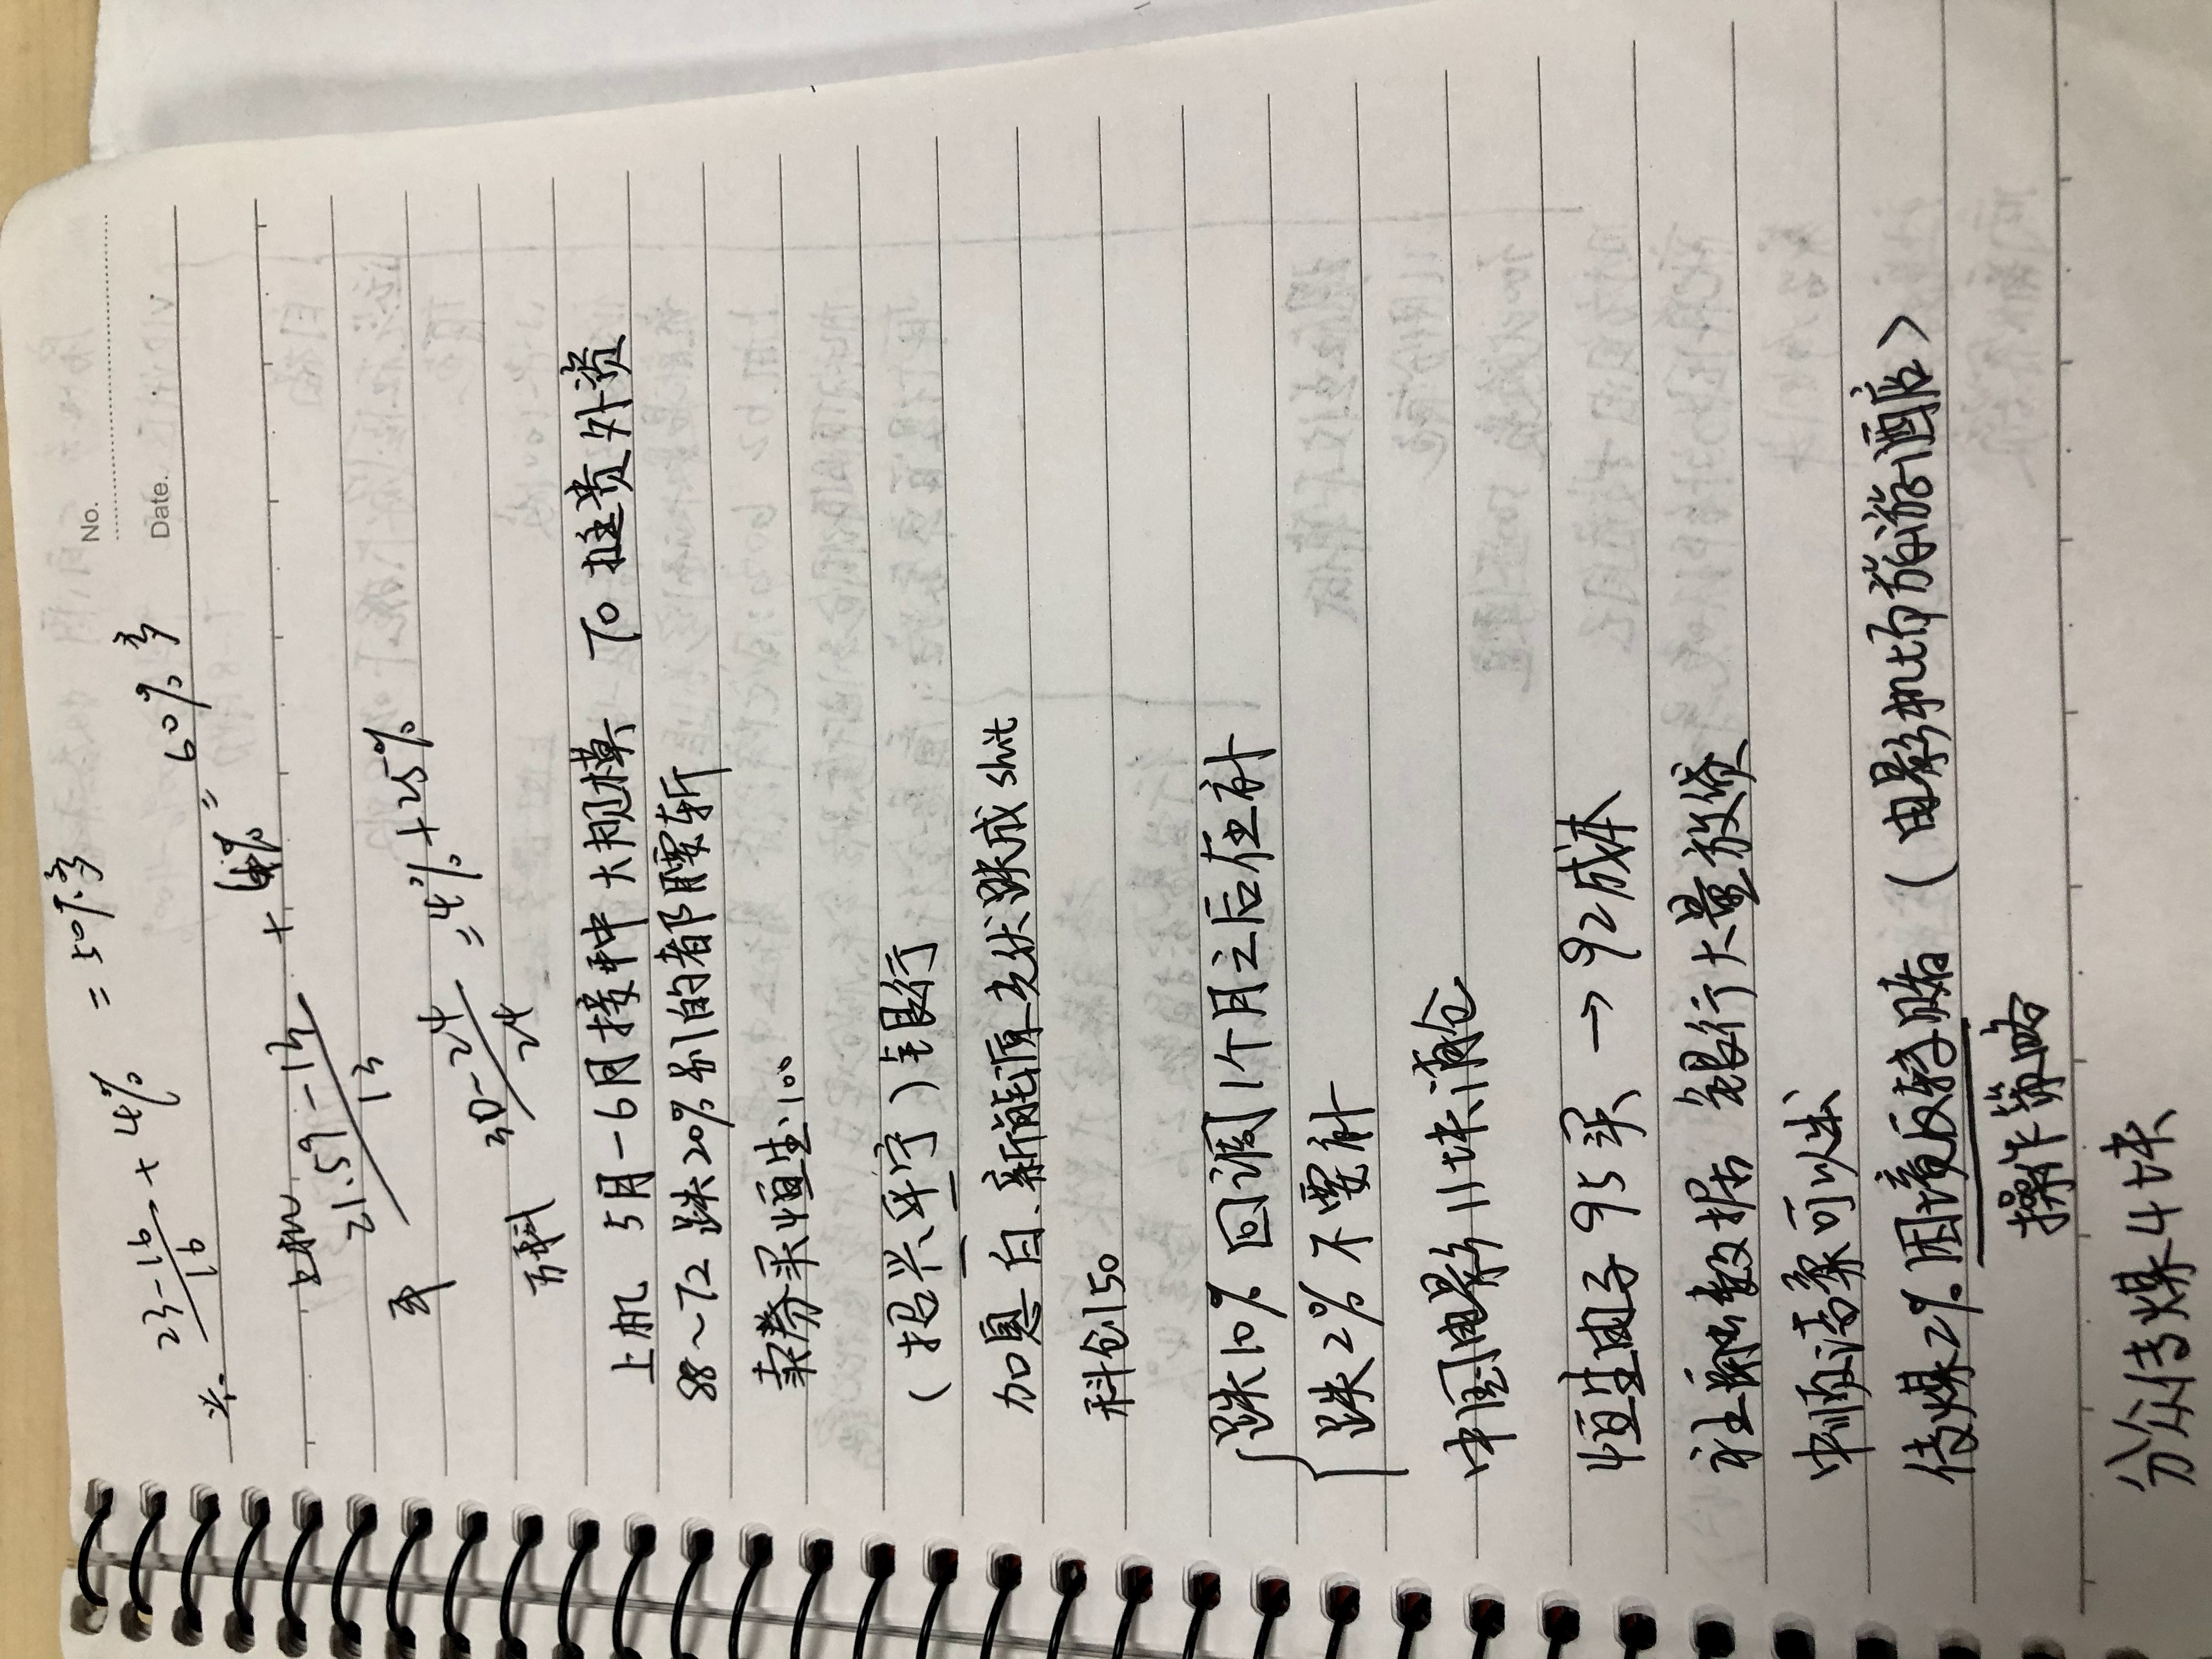 No.
Date.
兴. (23-16)/16 + 4% = 50%多
上机
平 (21.59-13)/13 + 4% = 60%多
万科 (30-24)/24 = 4%+25%
上机 5月-6月接种大规模 70 挺贵外资
88~72 跌20% 别的都腰斩
卖券买恒生100
(招兴平宁)银行
加息 白、新能源光伏跌成shit
科创150
跌10% 回调1个月之后在补
跌2% 不要补
中国电影11块清仓
恒生电子 95买 → 92成本
社融数据 银行大量放贷
中顺洁柔可以出
传媒2% 困境反转赌 (电影机场旅游酒店)
操作策略
分众传媒4块